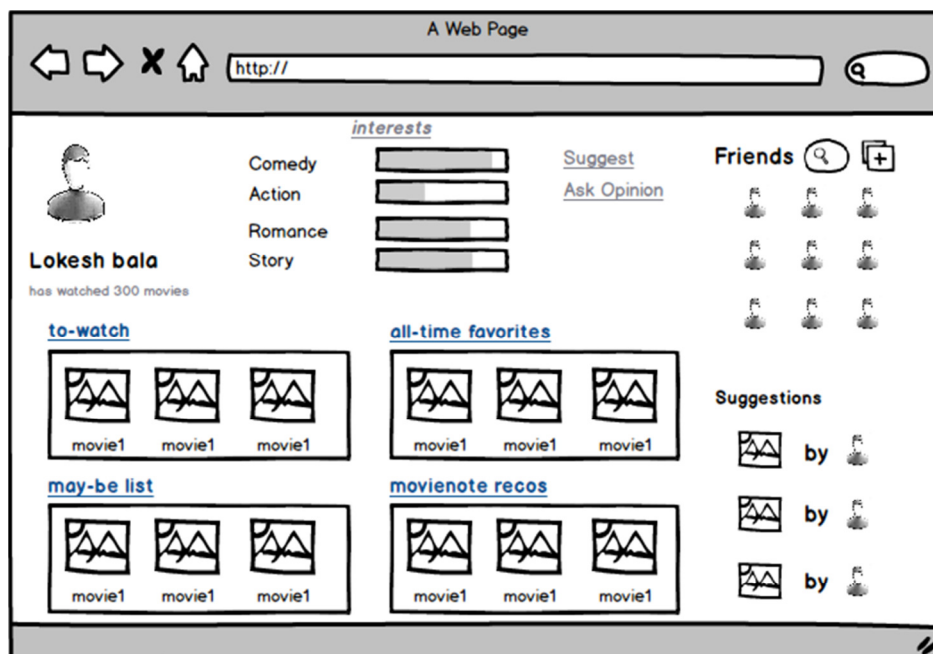 A Web Page
http://
interests
Comedy
Action
Romance
Story
Suggest
Ask Opinion
Friends
Lokesh bala
has watched 300 movies
to-watch
movie1 movie1 movie1
all-time favorites
movie1 movie1 movie1
may-be list
movie1 movie1 movie1
movienote recos
movie1 movie1 movie1
Suggestions
by
by
by